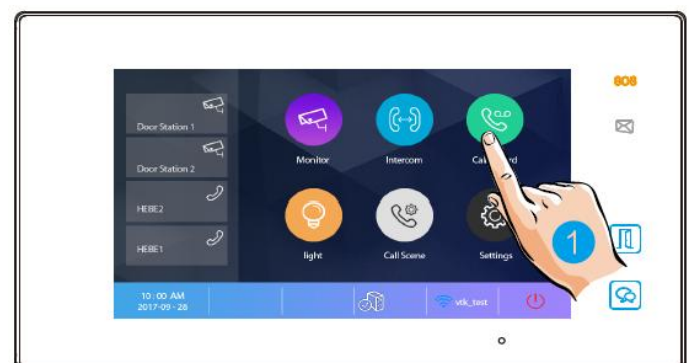 SOS
Door Station 1
Door Station 2
HEBE2
HEBE1
Monitor
Intercom
light
Call Scene
Settings
1
10:00 AM
2017-09-26
vtk_test